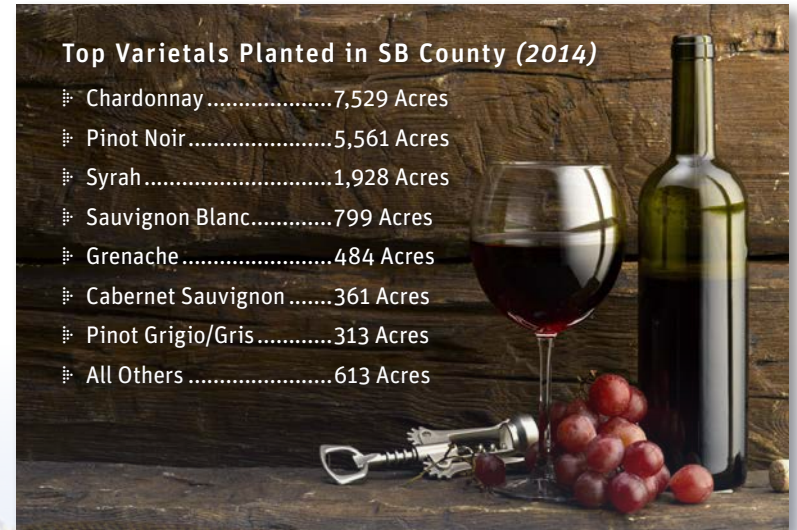 Top Varietals Planted in SB County (2014)
Chardonnay....................7,529 Acres
Pinot Noir.......................5,561 Acres
Syrah..............................1,928 Acres
Sauvignon Blanc.............799 Acres
Grenache........................484 Acres
Cabernet Sauvignon.......361 Acres
Pinot Grigio/Gris............313 Acres
All Others.......................613 Acres